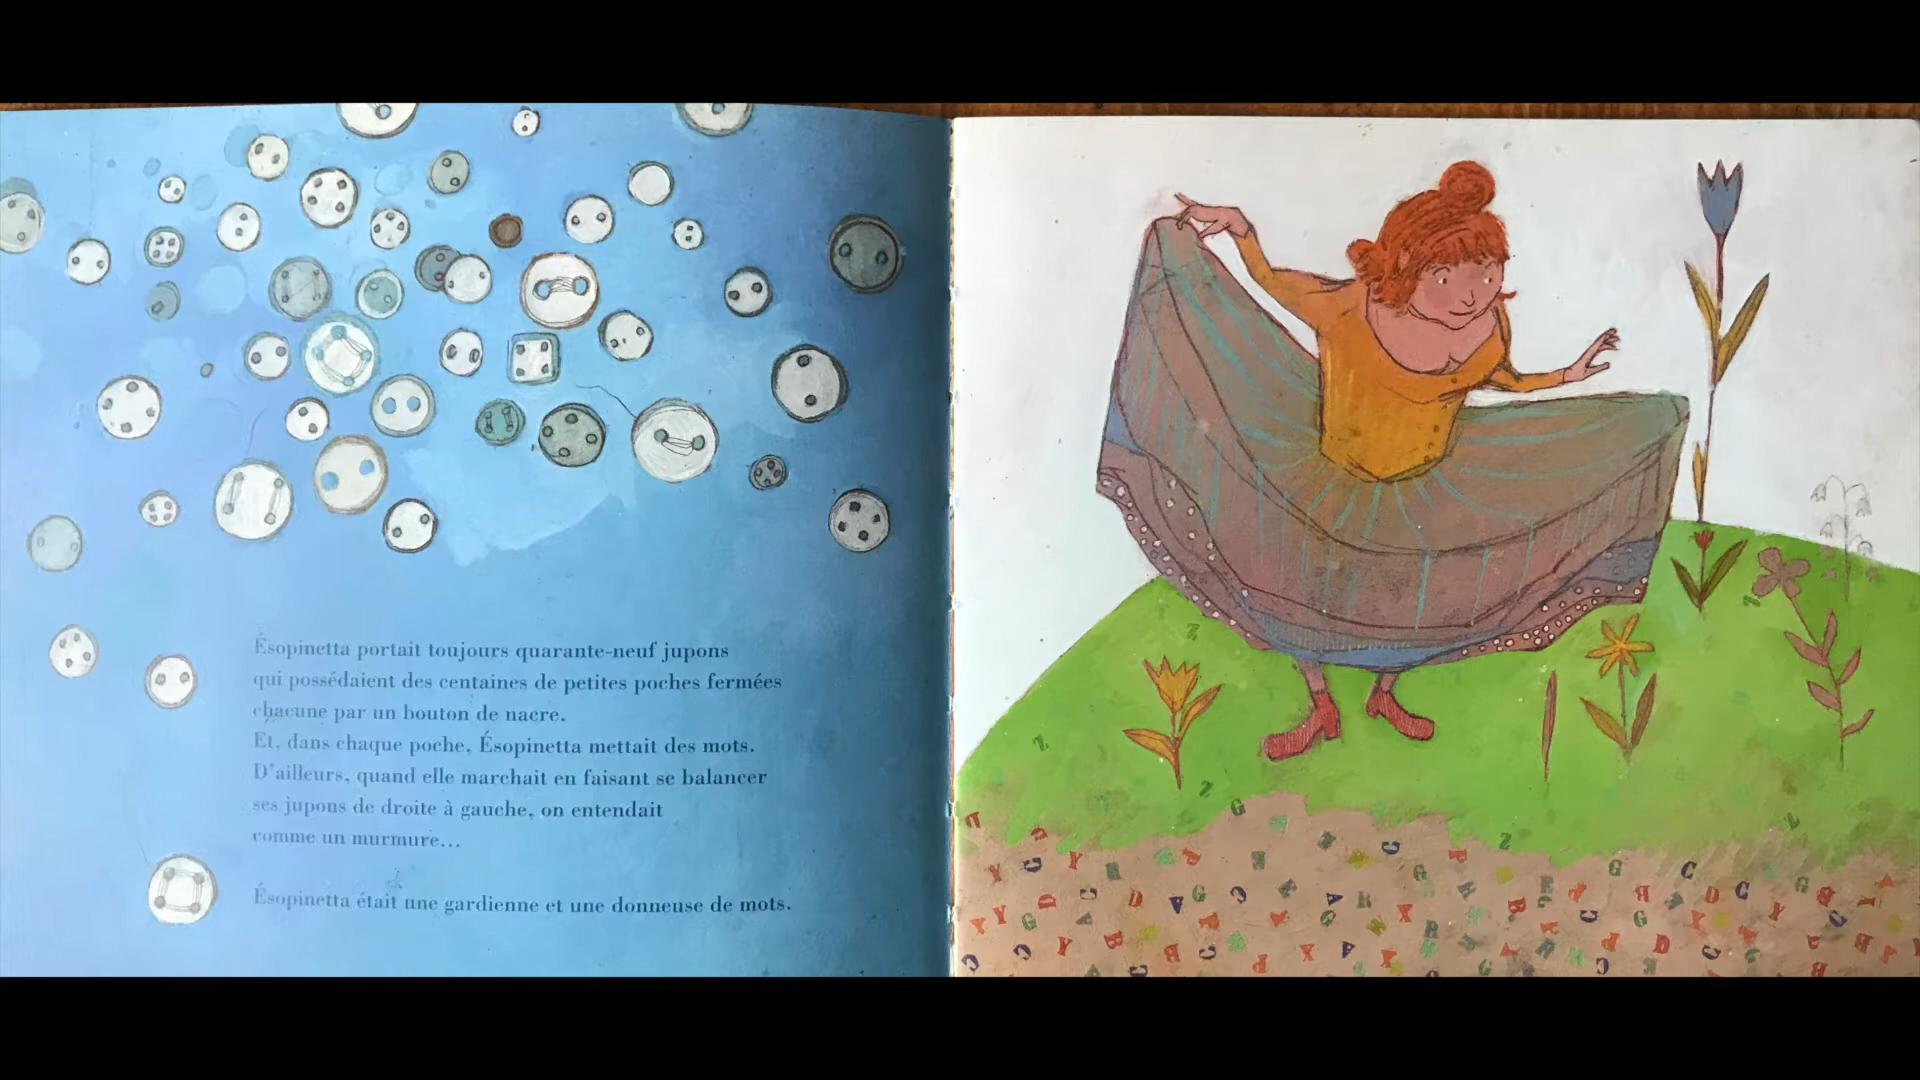 Ésopinetta portait toujours quarante-neuf jupons
qui possédaient des centaines de petites poches fermées
chacune par un bouton de nacre.
Et, dans chaque poche, Ésopinetta mettait des mots.
D'ailleurs, quand elle marchait en faisant se balancer
ses jupons de droite à gauche, on entendait
comme un murmure...
Ésopinetta était une gardienne et une donneuse de mots.